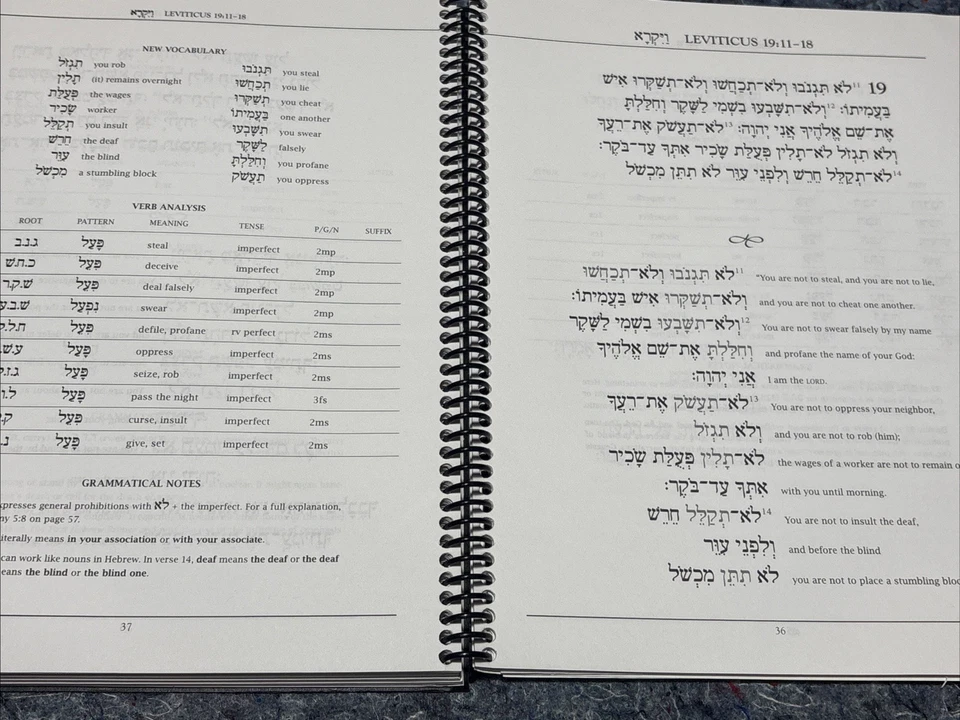 וַיִּקְרָא LEVITICUS 19:11–18
19 ¹¹לֹא תִּגְנֹבוּ וְלֹא־תְכַחֲשׁוּ וְלֹא־תְשַׁקְּרוּ אִישׁ
בַּעֲמִיתוֹ: ¹²וְלֹא־תִשָּׁבְעוּ בִשְׁמִי לַשָּׁקֶר וְחִלַּלְתָּ
אֶת־שֵׁם אֱלֹהֶיךָ אֲנִי יְהוָה: ¹³לֹא־תַעֲשֹׁק אֶת־רֵעֲךָ
וְלֹא תִגְזֹל לֹא־תָלִין פְּעֻלַּת שָׂכִיר אִתְּךָ עַד־בֹּקֶר:
¹⁴לֹא־תְקַלֵּל חֵרֵשׁ וְלִפְנֵי עִוֵּר לֹא תִתֵּן מִכְשֹׁל
¹¹לֹא תִּגְנֹבוּ וְלֹא־תְכַחֲשׁוּ "You are not to steal, and you are not to lie,
וְלֹא־תְשַׁקְּרוּ אִישׁ בַּעֲמִיתוֹ: and you are not to cheat one another.
¹²וְלֹא־תִשָּׁבְעוּ בִשְׁמִי לַשָּׁקֶר You are not to swear falsely by my name
וְחִלַּלְתָּ אֶת־שֵׁם אֱלֹהֶיךָ and profane the name of your God:
אֲנִי יְהוָה: I am the LORD.
¹³לֹא־תַעֲשֹׁק אֶת־רֵעֲךָ You are not to oppress your neighbor,
וְלֹא תִגְזֹל and you are not to rob (him);
לֹא־תָלִין פְּעֻלַּת שָׂכִיר the wages of a worker are not to remain
אִתְּךָ עַד־בֹּקֶר: with you until morning.
¹⁴לֹא־תְקַלֵּל חֵרֵשׁ You are not to insult the deaf,
וְלִפְנֵי עִוֵּר and before the blind
לֹא תִתֵּן מִכְשֹׁל you are not to place a stumbling
36
וַיִּקְרָא LEVITICUS 19:11–18
NEW VOCABULARY
תִּגְזֹל you rob תִּגְנֹבוּ you steal
תָלִין (it) remains overnight תְכַחֲשׁוּ you lie
פְּעֻלַּת the wages תְשַׁקְּרוּ you cheat
שָׂכִיר worker בַּעֲמִיתוֹ one another
תְקַלֵּל you insult תִשָּׁבְעוּ you swear
חֵרֵשׁ the deaf לַשָּׁקֶר falsely
עִוֵּר the blind וְחִלַּלְתָּ you profane
מִכְשֹׁל a stumbling block תַעֲשֹׁק you oppress
VERB ANALYSIS
ROOT PATTERN MEANING TENSE P/G/N SUFFIX
ג.נ.ב פָּעַל steal imperfect 2mp
כ.ח.שׁ פִּעֵל deceive imperfect 2mp
שׁ.ק.ר פִּעֵל deal falsely imperfect 2mp
שׁ.ב.ע נִפְעַל swear imperfect 2mp
ח.ל.ל פִּעֵל defile, profane rv perfect 2ms
ע.שׁ. פָּעַל oppress imperfect 2ms
ג.ז. פָּעַל seize, rob imperfect 2ms
ל.ו. פָּעַל pass the night imperfect 3fs
ק. פִּעֵל curse, insult imperfect 2ms
נ. פָּעַל give, set imperfect 2ms
GRAMMATICAL NOTES
general prohibitions with לֹא + the imperfect. For a full explanation,
5:8 on page 57.
means in your association or with your associate.
can work like nouns in Hebrew. In verse 14, deaf means the deaf or the deaf
the blind or the blind one.
37